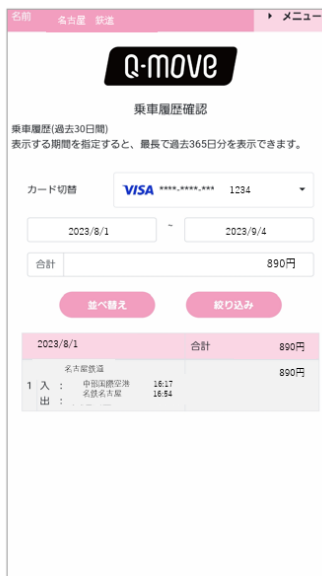 名前 名古屋 鉄道 メニュー
Q-move
乗車履歴確認
乗車履歴(過去30日間)
表示する期間を指定すると、最長で過去365日分を表示できます。
カード切替 VISA ****-****-*** 1234
2023/8/1 ~ 2023/9/4
合計 890円
並べ替え 絞り込み
2023/8/1 合計 890円
名古屋鉄道 890円
1 入 : 中部国際空港 16:17
名鉄名古屋 16:54
出 :